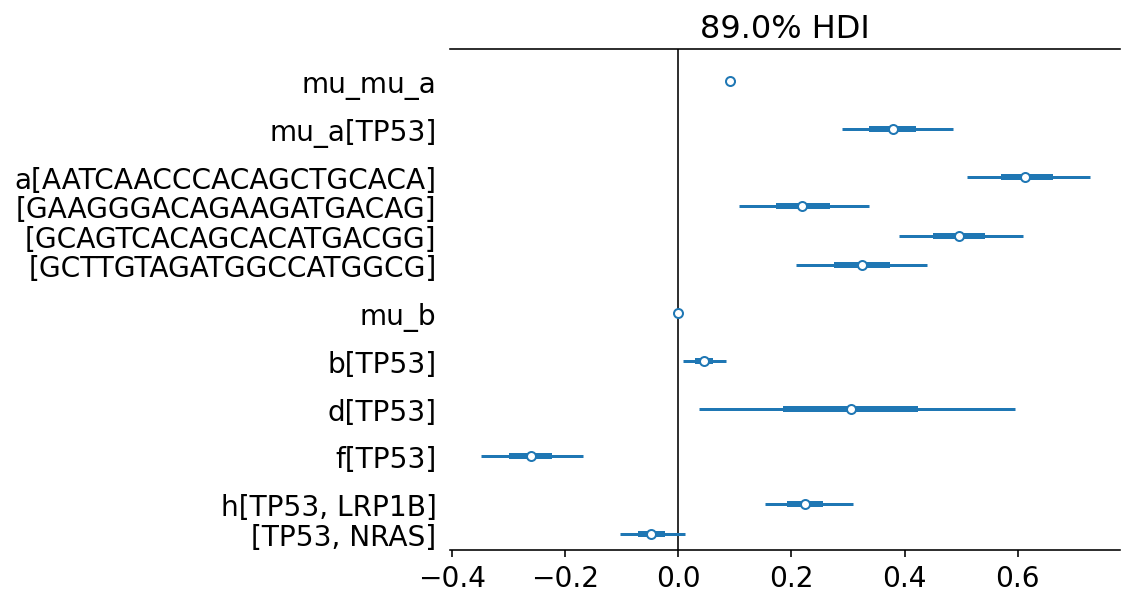 89.0% HDI
mu_mu_a
mu_a[TP53]
a[AATCAACCCACAGCTGCACA]
[GAAGGGACAGAAGATGACAG]
[GCAGTCACAGCACATGACGG]
[GCTTGTAGATGGCCATGGCG]
mu_b
b[TP53]
d[TP53]
f[TP53]
h[TP53, LRP1B]
[TP53, NRAS]
−0.4 −0.2 0.0 0.2 0.4 0.6